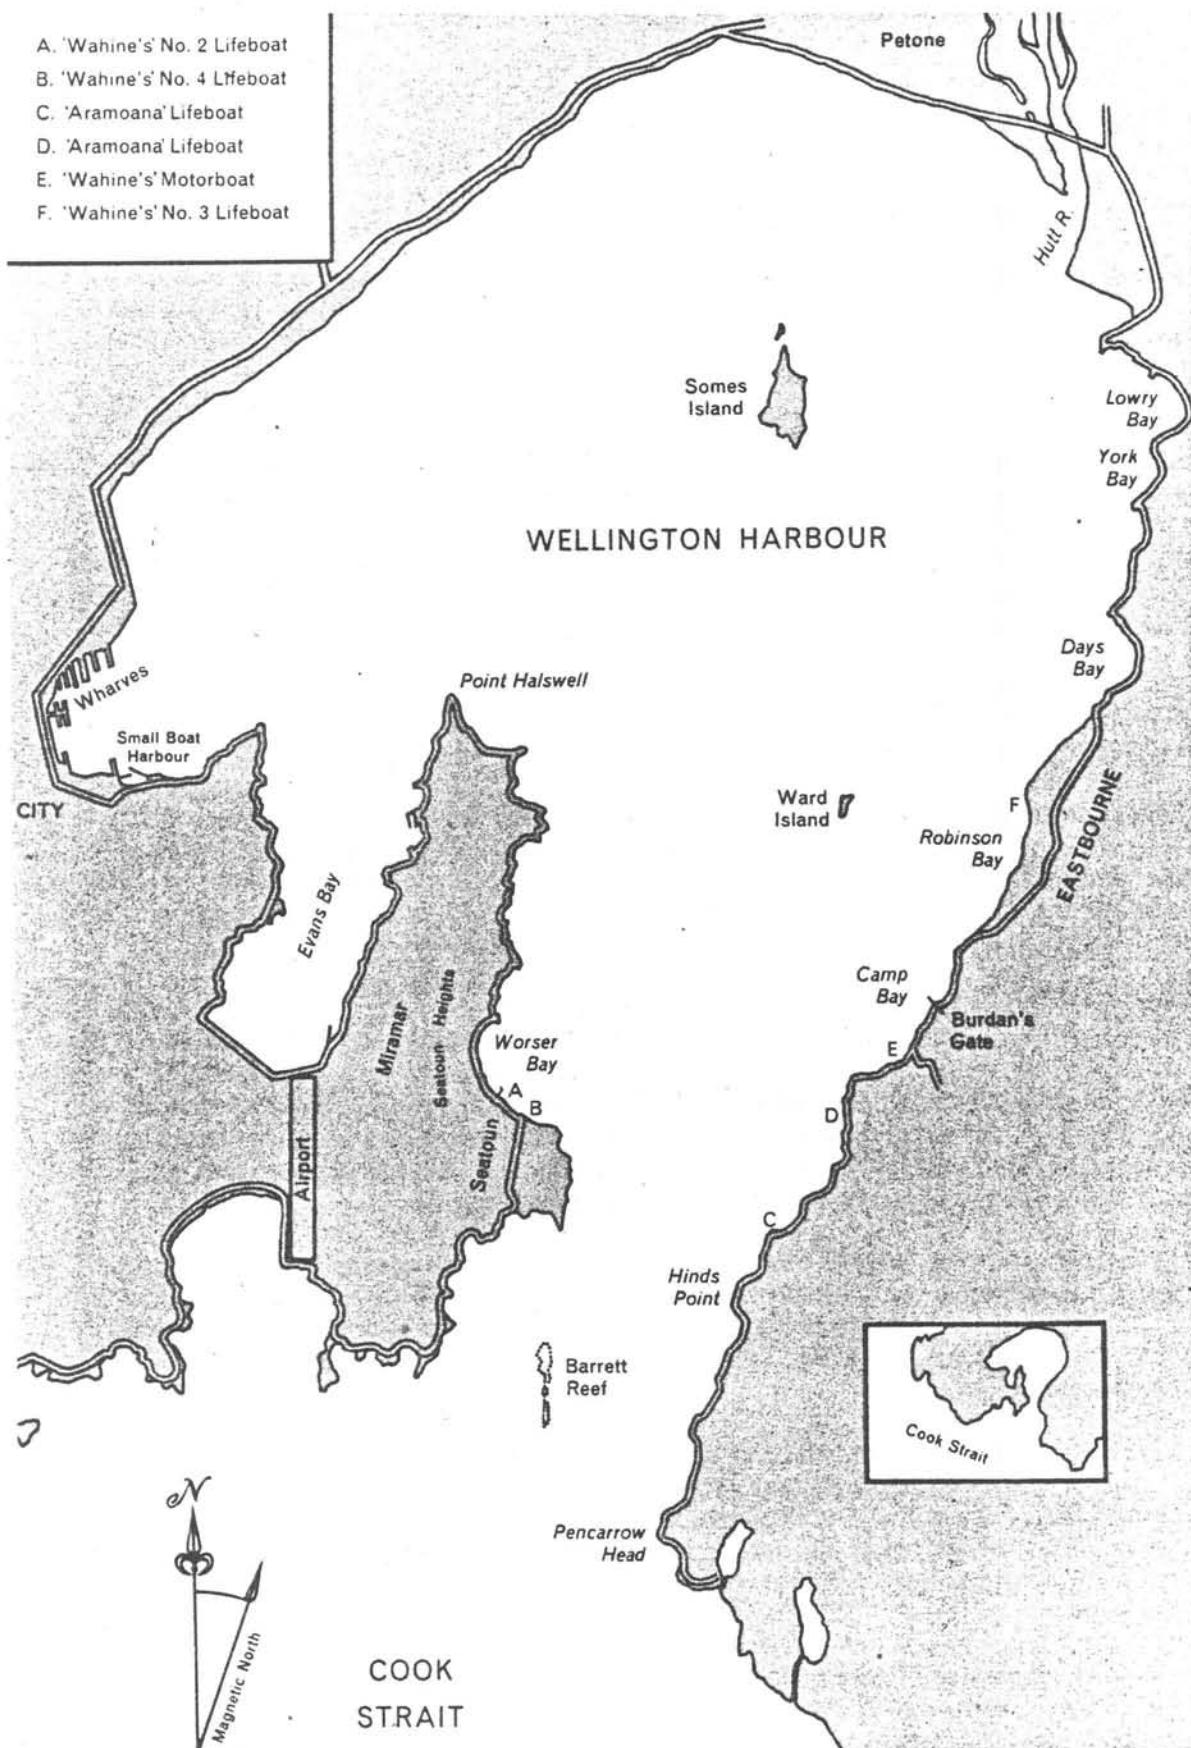 A. 'Wahine's' No. 2 Lifeboat
B. 'Wahine's' No. 4 Lifeboat
C. 'Aramoana' Lifeboat
D. 'Aramoana' Lifeboat
E. 'Wahine's' Motorboat
F. 'Wahine's' No. 3 Lifeboat
Petone
Hutt R.
Somes
Island
Lowry
Bay
York
Bay
WELLINGTON HARBOUR
Days
Bay
Wharves
Point Halswell
Small Boat
Harbour
CITY
Ward
Island
F
Robinson
Bay
EASTBOURNE
Evans Bay
Camp
Bay
Burdan's
Gate
Miramar
Seatoun Heights
Worser
Bay
E
A
B
D
Seatoun
Airport
C
Hinds
Point
Barrett
Reef
Cook Strait
N
Pencarrow
Head
Magnetic North
COOK
STRAIT